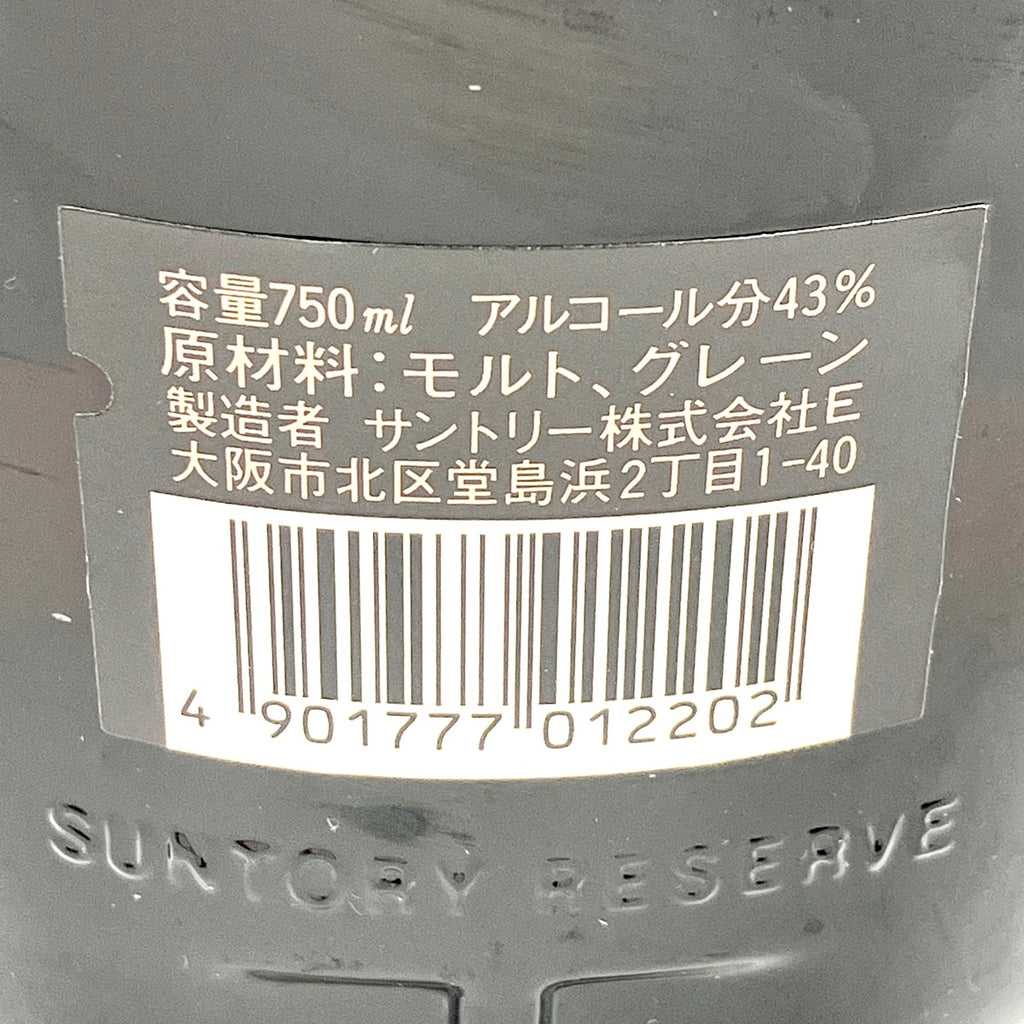 容量750ml アルコール分43%
原材料:モルト、グレーン
製造者 サントリー株式会社E
大阪市北区堂島浜2丁目1-40
4 901777 012202
SUNTORY RESERVE